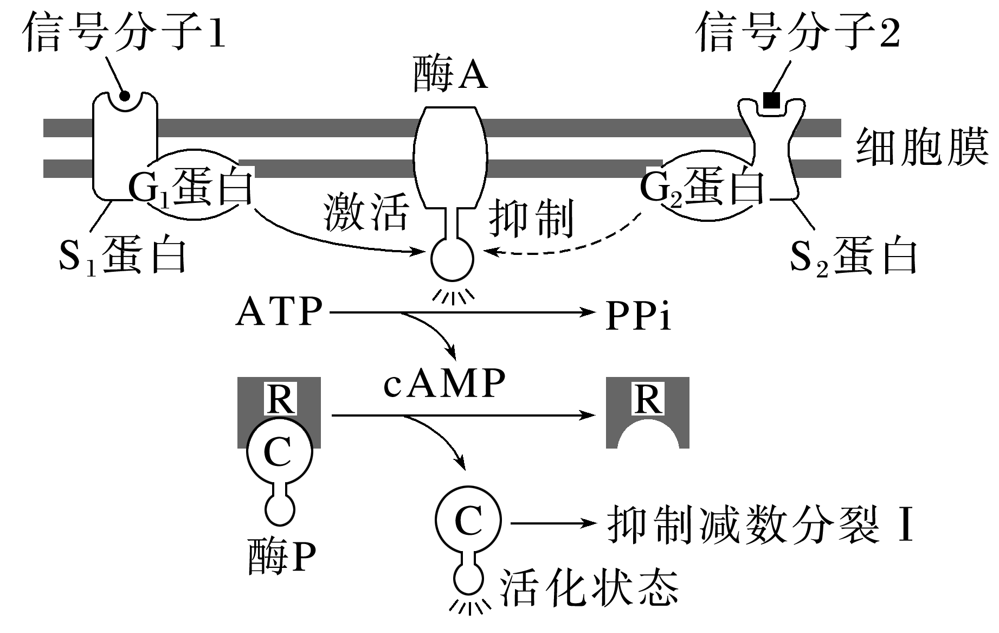 信号分子1
信号分子2
酶A
细胞膜
G₁蛋白
G₂蛋白
激活
抑制
S₁蛋白
S₂蛋白
ATP
PPi
cAMP
R
R
C
酶P
C
抑制减数分裂Ⅰ
活化状态